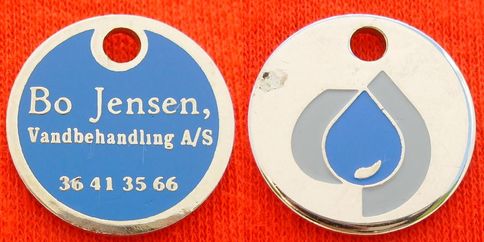 Bo Jensen,
Vandbehandling A/S
36 41 35 66